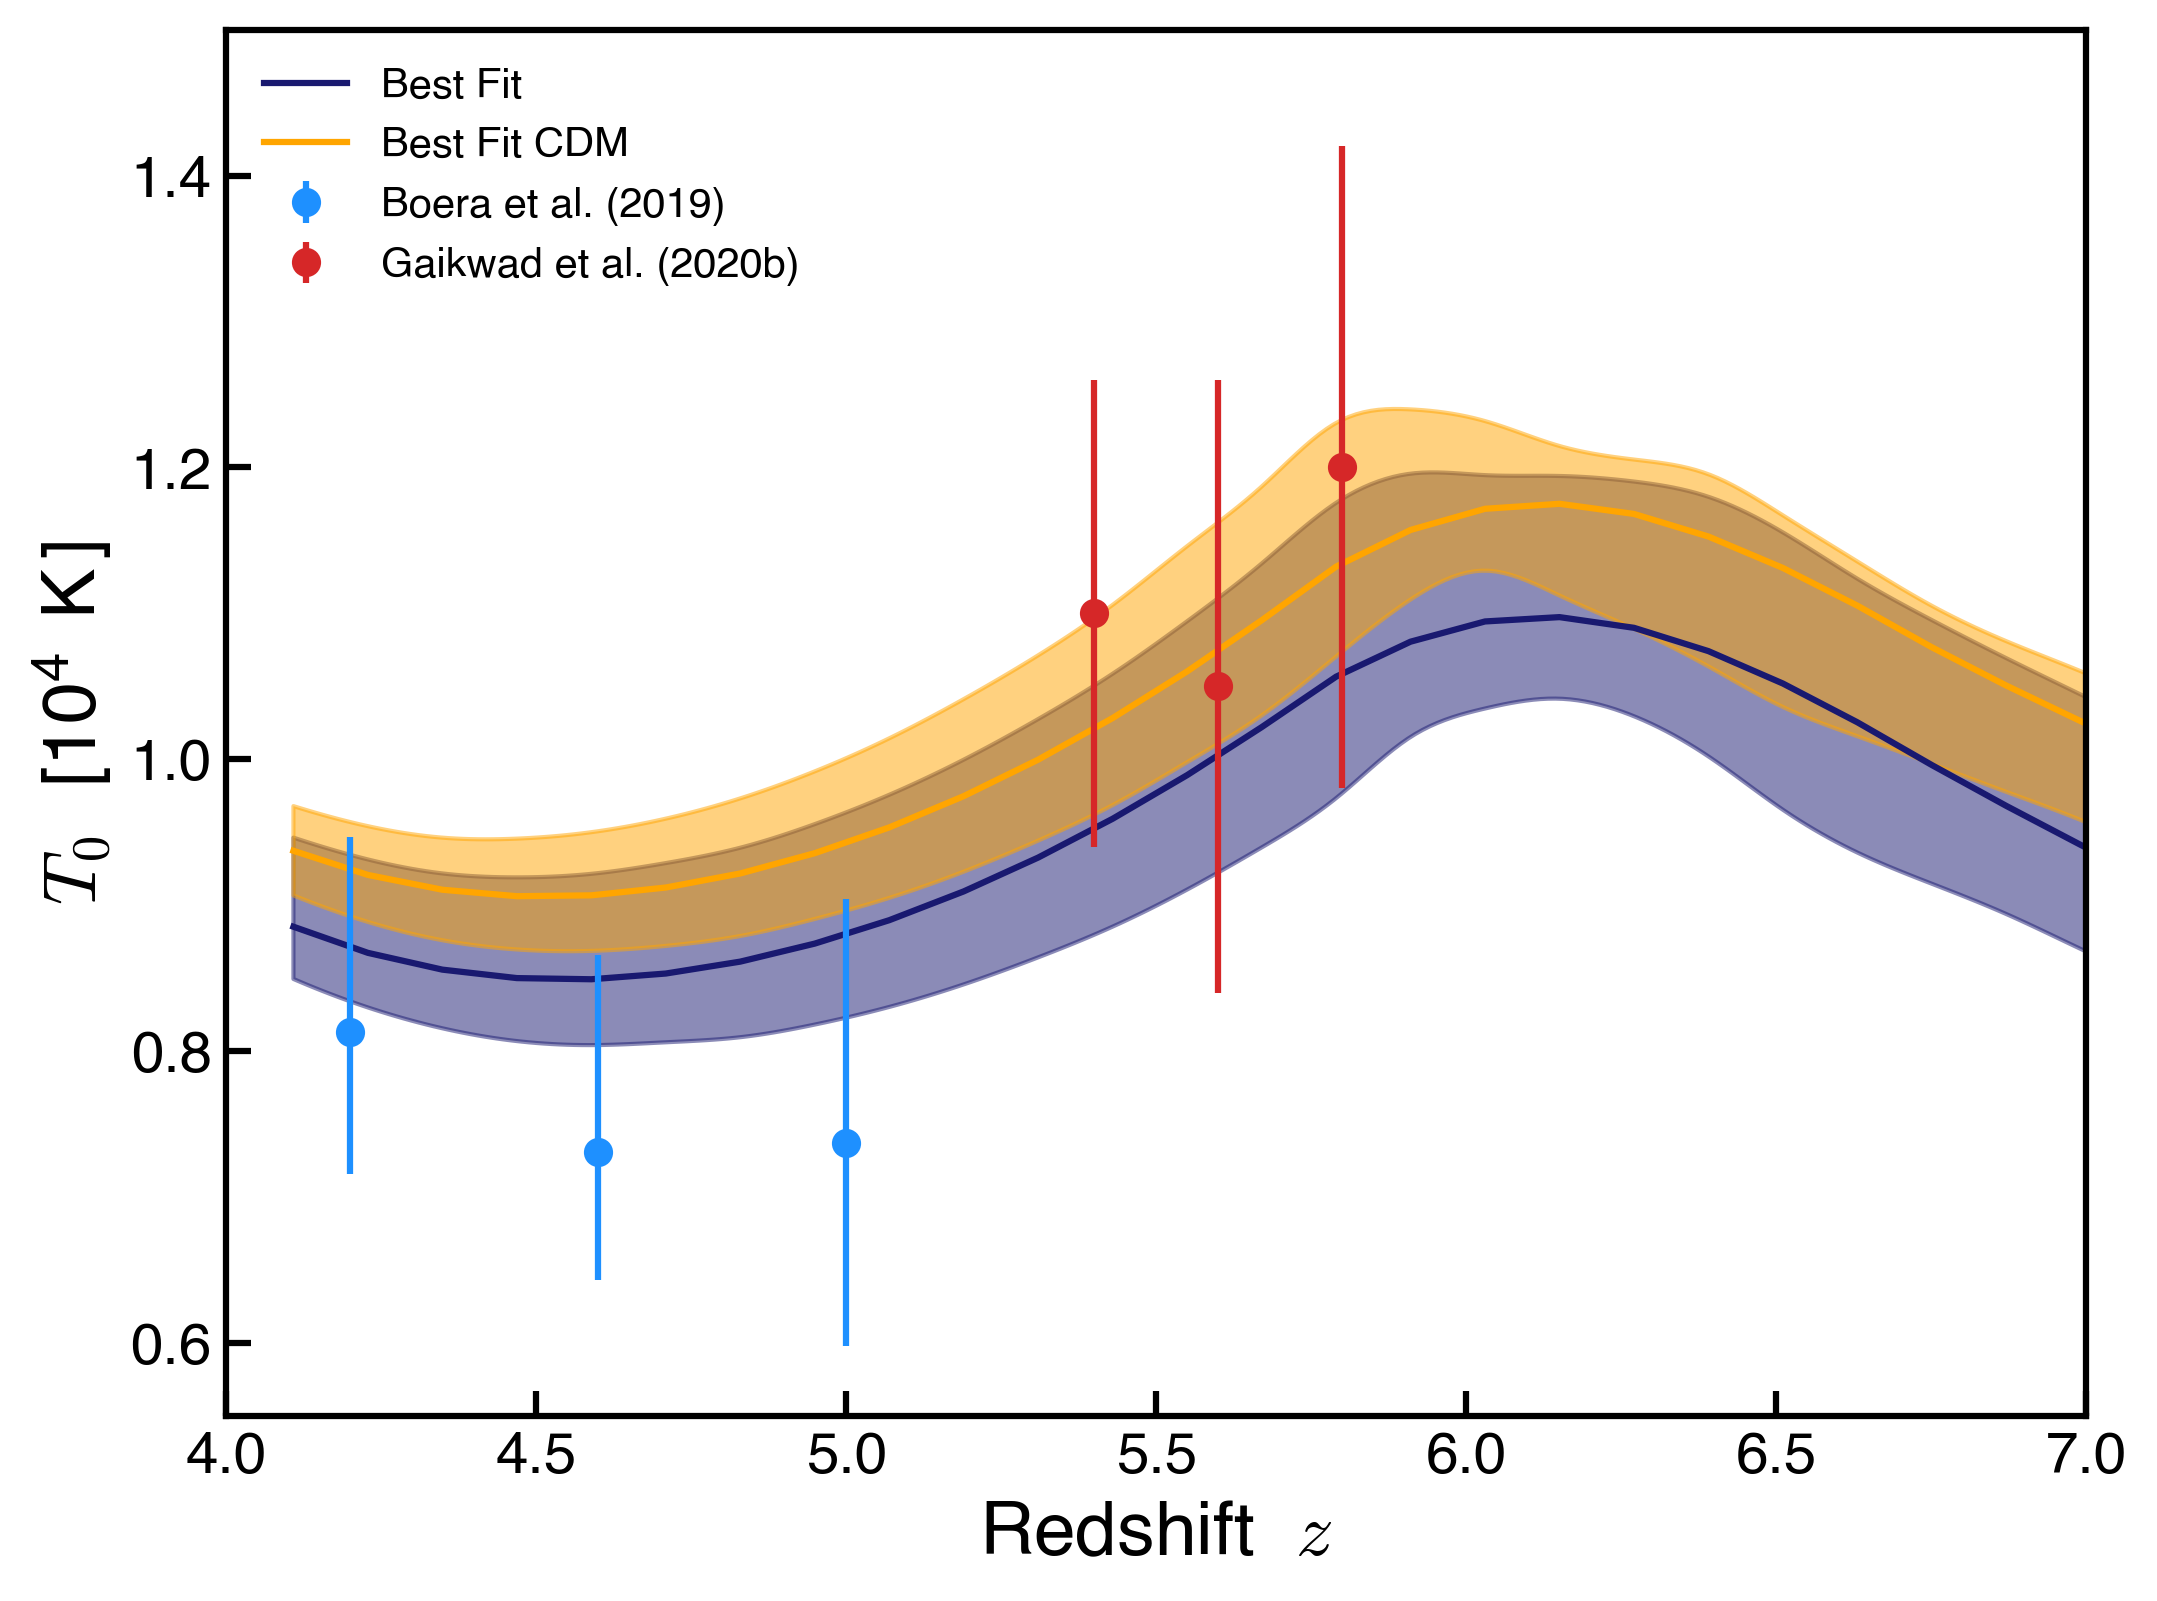 Best Fit
Best Fit CDM
Boera et al. (2019)
Gaikwad et al. (2020b)
1.4
1.2
1.0
0.8
0.6
T₀ [10⁴ K]
4.0 4.5 5.0 5.5 6.0 6.5 7.0
Redshift z